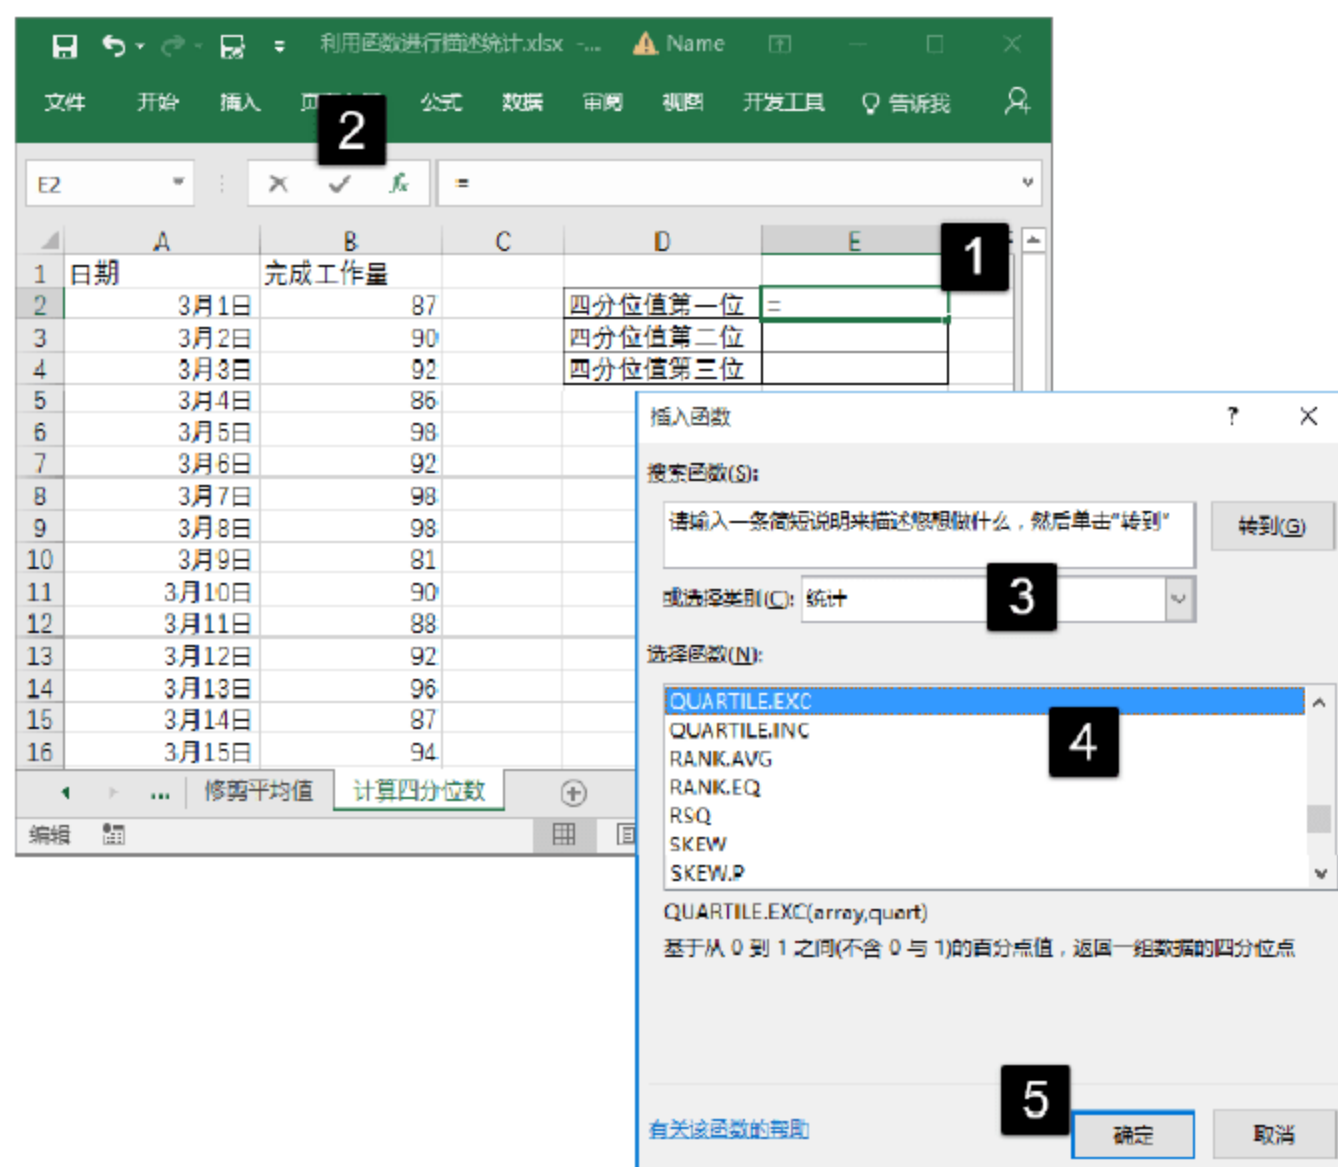 利用函数进行描述统计.xlsx -... Name
文件 开始 插入 公式 数据 审阅 视图 开发工具 告诉我
2
E2 fx =
A B C D E
1
1 日期 完成工作量
2 3月1日 87 四分位值第一位 =
3 3月2日 90 四分位值第二位
4 3月3日 92 四分位值第三位
5 3月4日 86
6 3月5日 98
7 3月6日 92
8 3月7日 98
9 3月8日 98
10 3月9日 81
11 3月10日 90
12 3月11日 88
13 3月12日 92
14 3月13日 96
15 3月14日 87
16 3月15日 94
... 修剪平均值 计算四分位数
编辑
插入函数 ?
搜索函数(S):
请输入一条简短说明来描述您想做什么，然后单击"转到" 转到(G)
或选择类别(C): 统计 3
选择函数(N):
QUARTILE.EXC
QUARTILE.INC 4
RANK.AVG
RANK.EQ
RSQ
SKEW
SKEW.P
QUARTILE.EXC(array,quart)
基于从 0 到 1 之间(不含 0 与 1)的百分点值，返回一组数据的四分位点
5
有关该函数的帮助 确定 取消